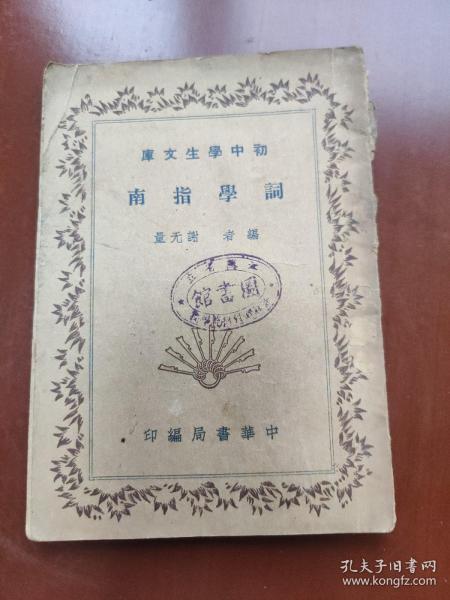 初中學生文庫
詞學指南
編者 謝无量
圖書館
中華書局編印
孔夫子旧书网
www.kongfz.com